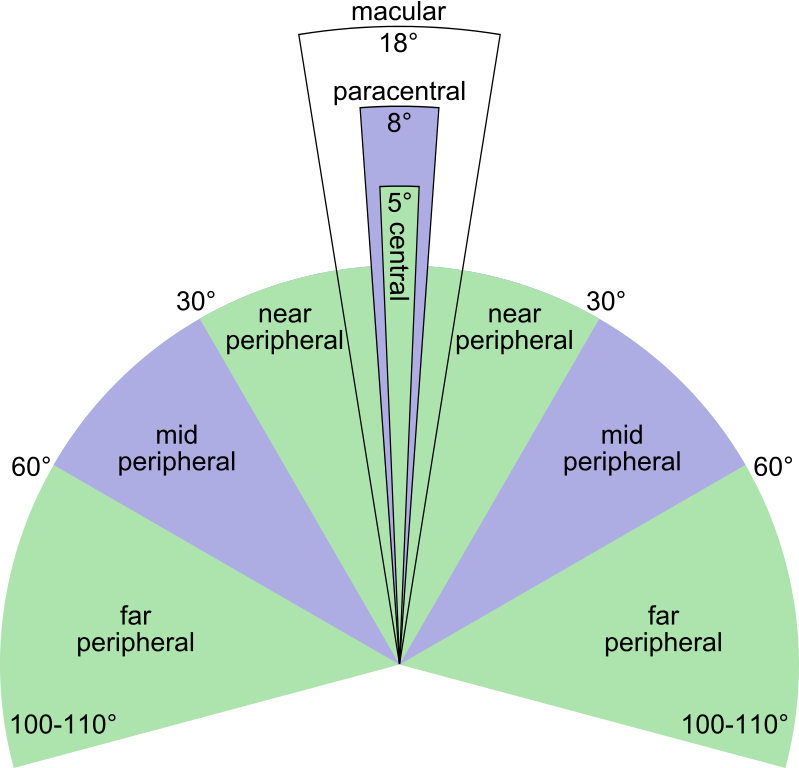 macular
18°
paracentral
8°
5°
central
30°
30°
near
peripheral
near
peripheral
mid
peripheral
mid
peripheral
60°
60°
far
peripheral
far
peripheral
100-110°
100-110°